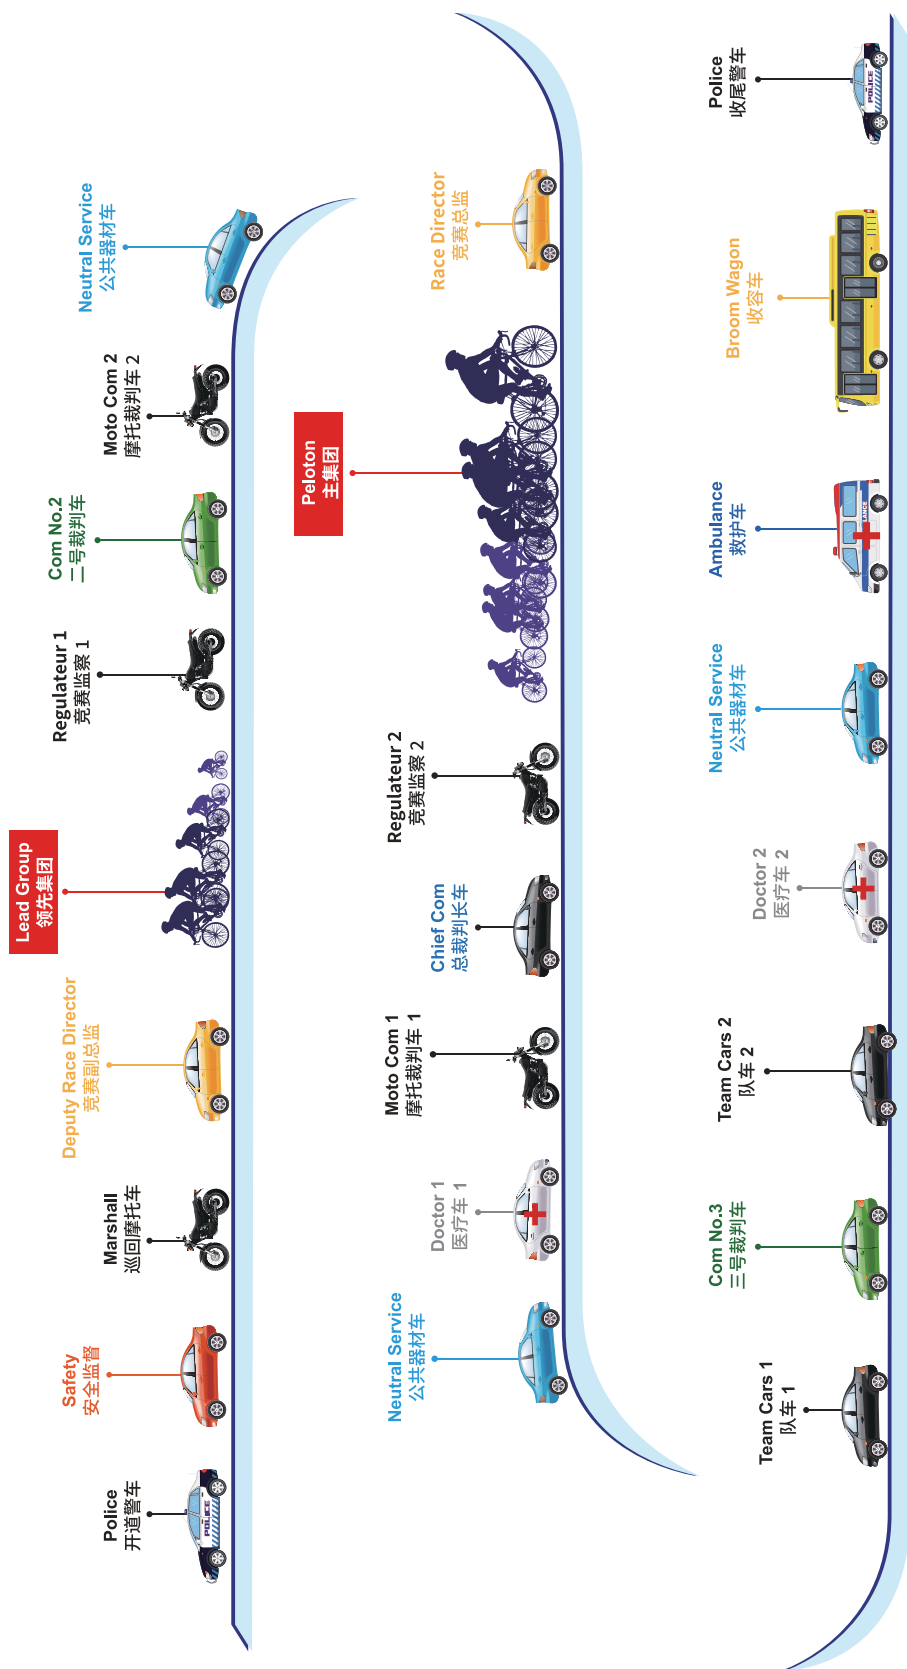 Police
开道警车
Safety
安全监督
Marshall
巡回摩托车
Deputy Race Director
竞赛副总监
Lead Group
领先集团
Regulateur 1
竞赛监察 1
Com No.2
二号裁判车
Moto Com 2
摩托裁判车 2
Neutral Service
公共器材车
Race Director
竞赛总监
Peloton
主集团
Regulateur 2
竞赛监察 2
Chief Com
总裁判长车
Moto Com 1
摩托裁判车 1
Doctor 1
医疗车 1
Neutral Service
公共器材车
Team Cars 1
队车 1
Com No.3
三号裁判车
Team Cars 2
队车 2
Doctor 2
医疗车 2
Neutral Service
公共器材车
Ambulance
救护车
Broom Wagon
收容车
Police
收尾警车
POLICE
POLICE
LANCE